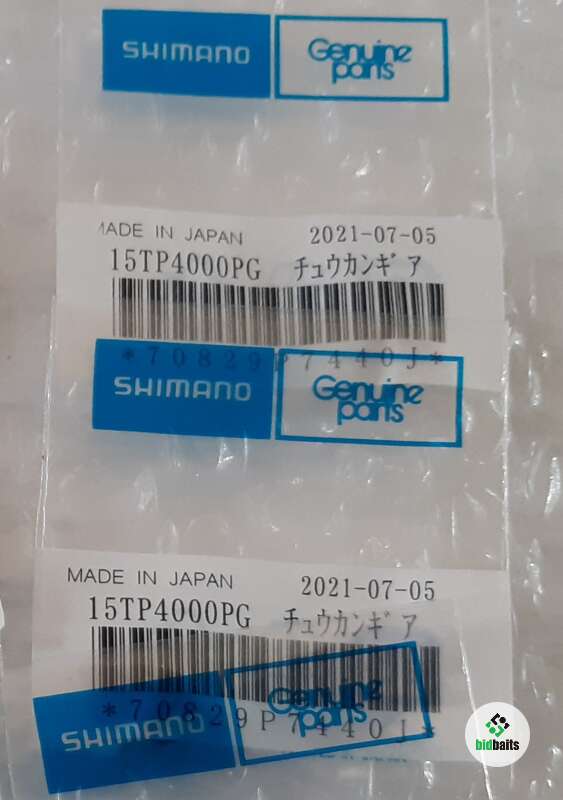 SHIMANO Genuine
parts
MADE IN JAPAN 2021-07-05
15TP4000PG チュウカンギア
*70829P7440J*
SHIMANO Genuine
parts
MADE IN JAPAN 2021-07-05
15TP4000PG チュウカンギア
*70829P7440J*
SHIMANO Genuine
parts
bidbaits